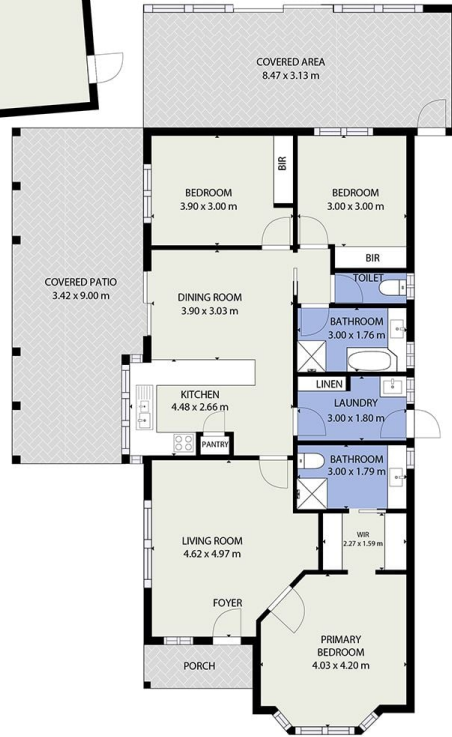 COVERED AREA
8.47 x 3.13 m
BIR
BEDROOM
3.90 x 3.00 m
BEDROOM
3.00 x 3.00 m
BIR
TOILET
COVERED PATIO
3.42 x 9.00 m
DINING ROOM
3.90 x 3.03 m
BATHROOM
3.00 x 1.76 m
LINEN
KITCHEN
4.48 x 2.66 m
LAUNDRY
3.00 x 1.80 m
PANTRY
BATHROOM
3.00 x 1.79 m
LIVING ROOM
4.62 x 4.97 m
WIR
2.27 x 1.59 m
FOYER
PRIMARY
BEDROOM
4.03 x 4.20 m
PORCH